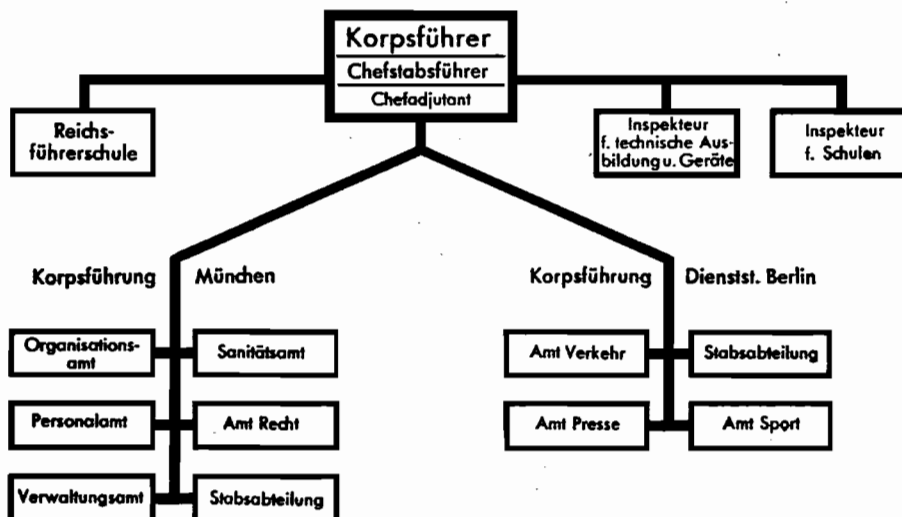 Korpsführer
Chefstabsführer
Chefadjutant
Reichs-
führerschule
Inspekteur
f. technische Aus-
bildung u. Geräte
Inspekteur
f. Schulen
Korpsführung München
Korpsführung Dienstst. Berlin
Organisations-
amt
Sanitätsamt
Amt Verkehr
Stabsabteilung
Personalamt
Amt Recht
Amt Presse
Amt Sport
Verwaltungsamt
Stabsabteilung